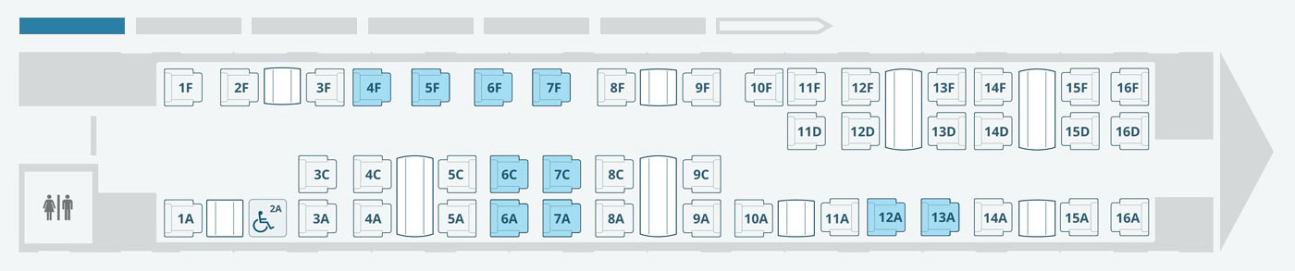 1F 2F 3F 4F 5F 6F 7F 8F 9F 10F 11F 12F 13F 14F 15F 16F
11D 12D 13D 14D 15D 16D
3C 4C 5C 6C 7C 8C 9C
1A 2A 3A 4A 5A 6A 7A 8A 9A 10A 11A 12A 13A 14A 15A 16A